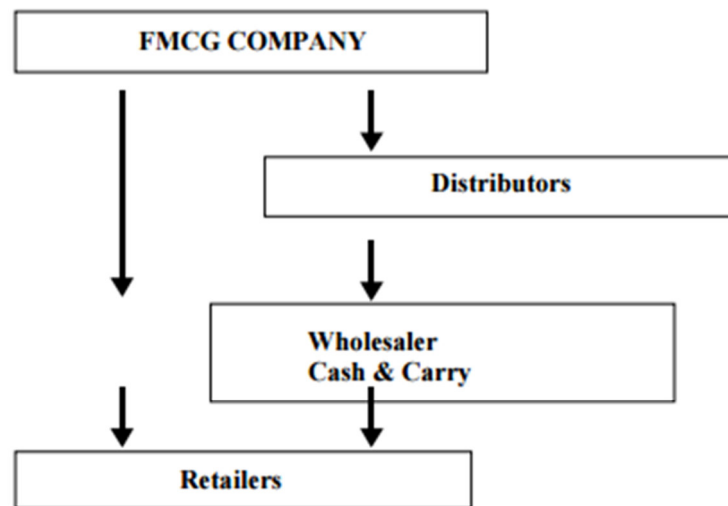 FMCG COMPANY
Distributors
Wholesaler
Cash & Carry
Retailers